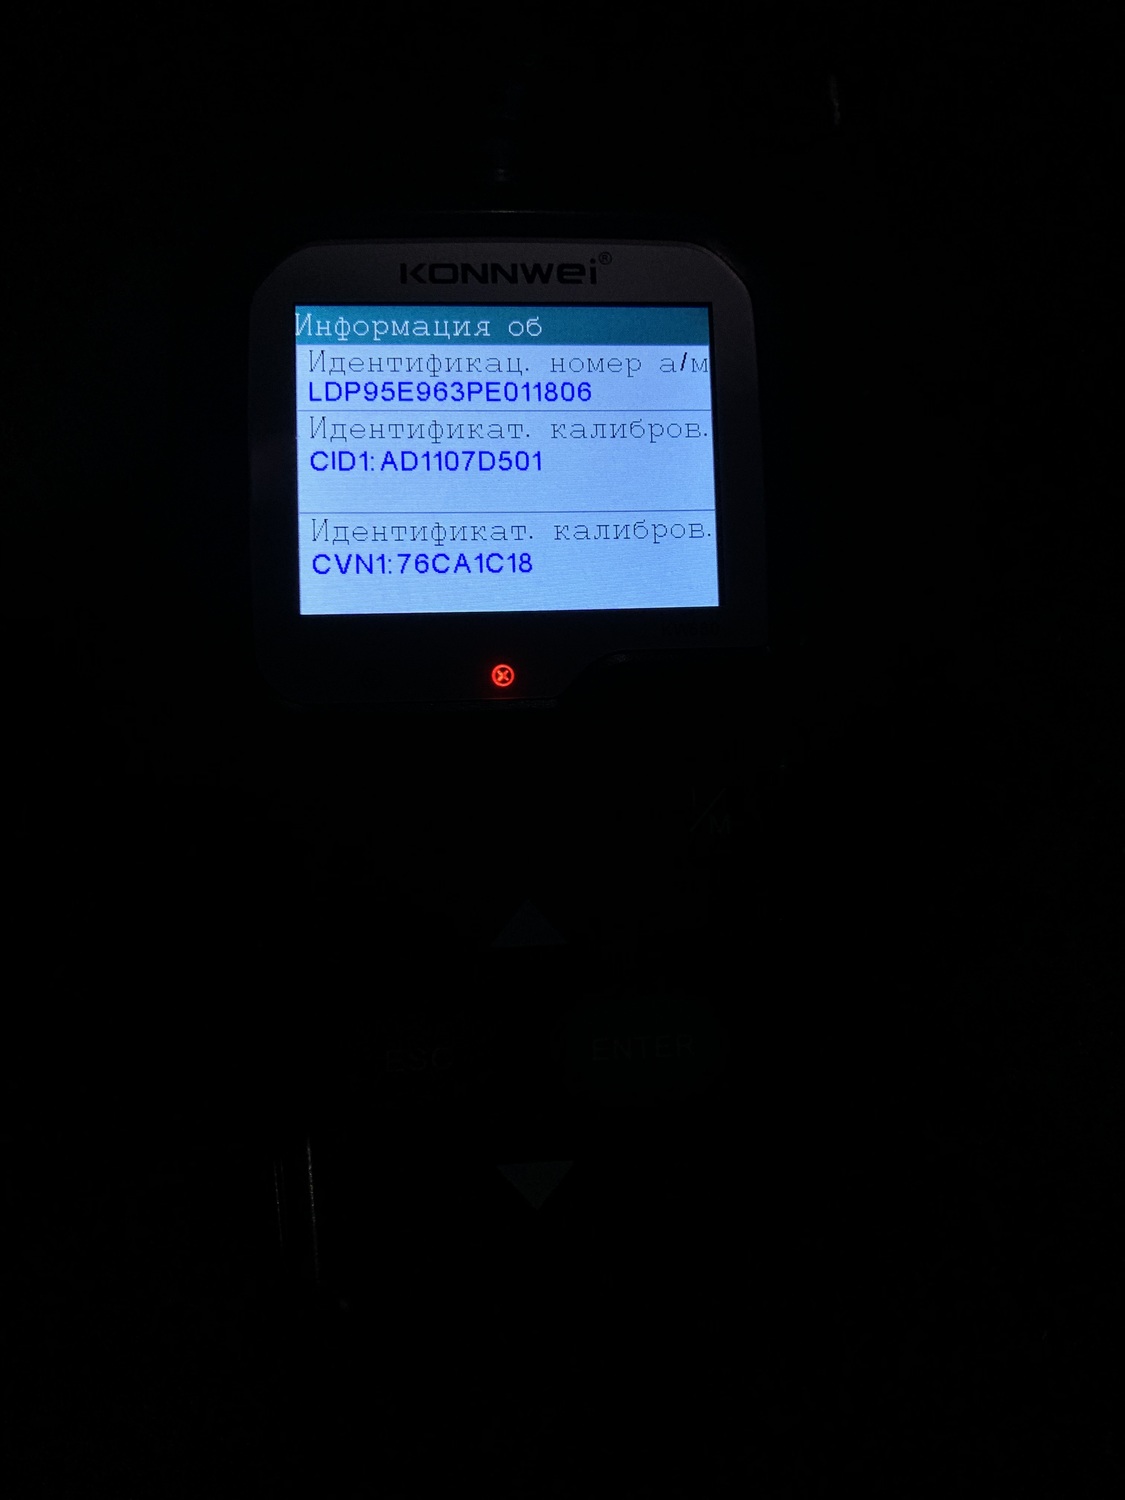 KONNWEI®
Информация об
Идентификац. номер а/м
LDP95E963PE011806
Идентификат. калибров.
CID1:AD1107D501
Идентификат. калибров.
CVN1:76CA1C18
I/M
ESC
ENTER